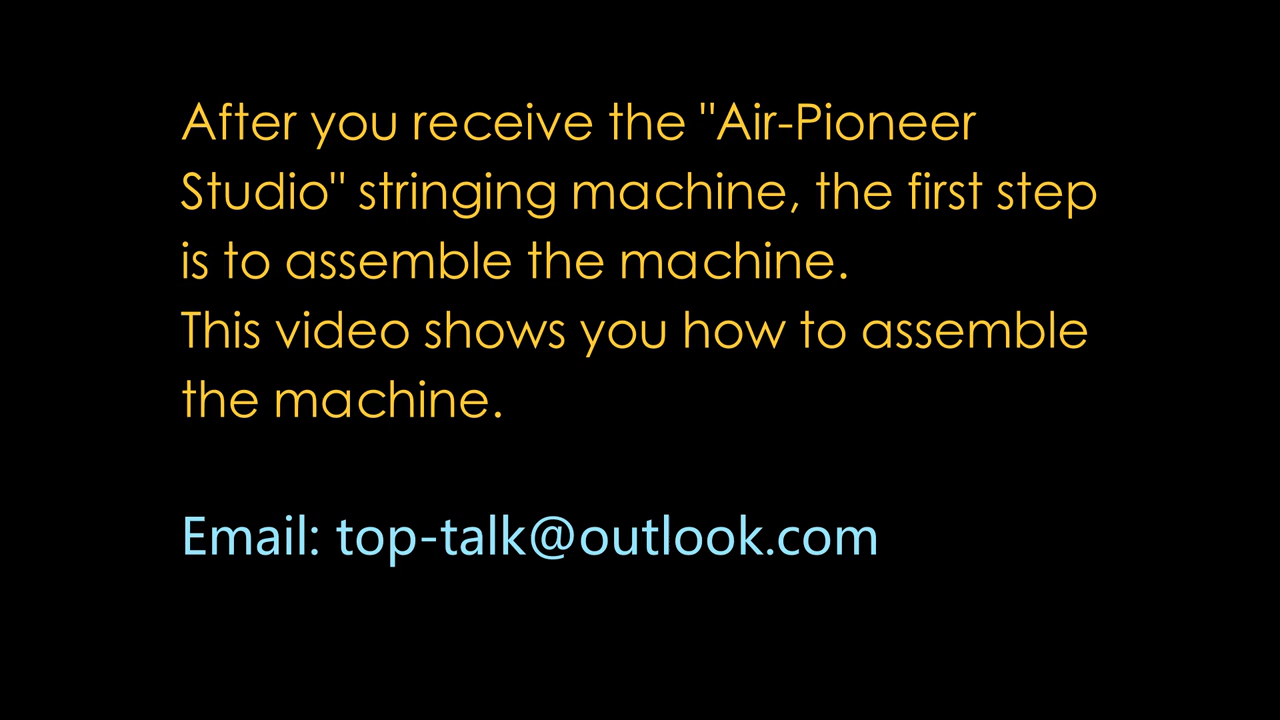 After you receive the "Air-Pioneer
Studio" stringing machine, the first step
is to assemble the machine.
This video shows you how to assemble
the machine.
Email: top-talk@outlook.com